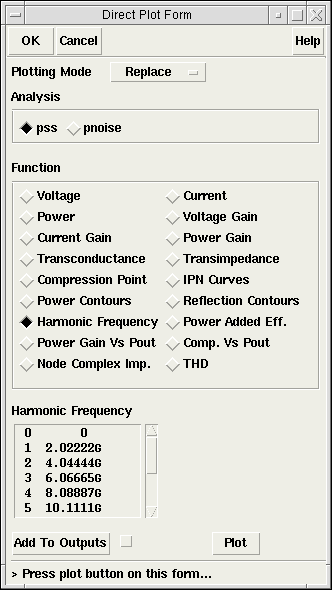 Direct Plot Form
OK Cancel Help
Plotting Mode Replace
Analysis
pss pnoise
Function
Voltage Current
Power Voltage Gain
Current Gain Power Gain
Transconductance Transimpedance
Compression Point IPN Curves
Power Contours Reflection Contours
Harmonic Frequency Power Added Eff.
Power Gain Vs Pout Comp. Vs Pout
Node Complex Imp. THD
Harmonic Frequency
0 0
1 2.02222G
2 4.04444G
3 6.06665G
4 8.08887G
5 10.1111G
Add To Outputs Plot
> Press plot button on this form...